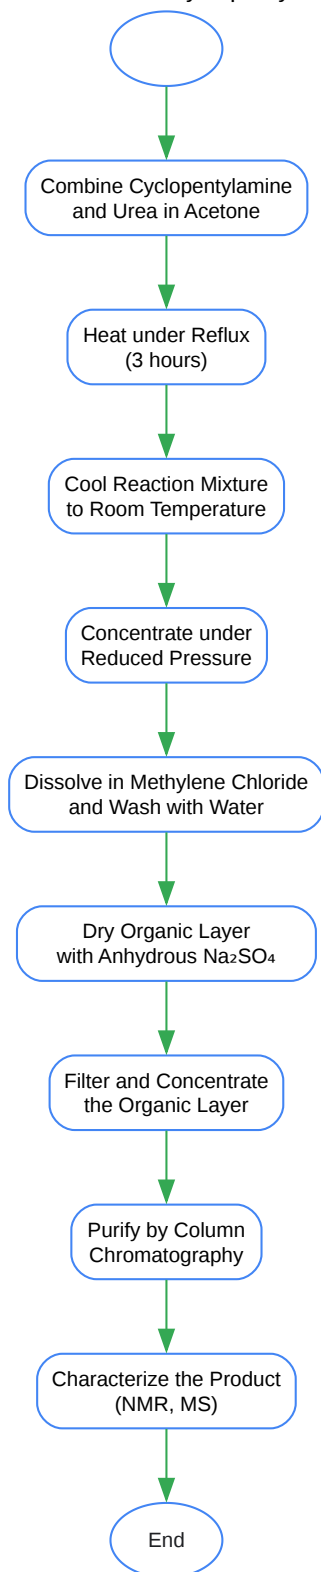 Combine Cyclopentylamine
and Urea in Acetone
Heat under Reflux
(3 hours)
Cool Reaction Mixture
to Room Temperature
Concentrate under
Reduced Pressure
Dissolve in Methylene Chloride
and Wash with Water
Dry Organic Layer
with Anhydrous Na₂SO₄
Filter and Concentrate
the Organic Layer
Purify by Column
Chromatography
Characterize the Product
(NMR, MS)
End